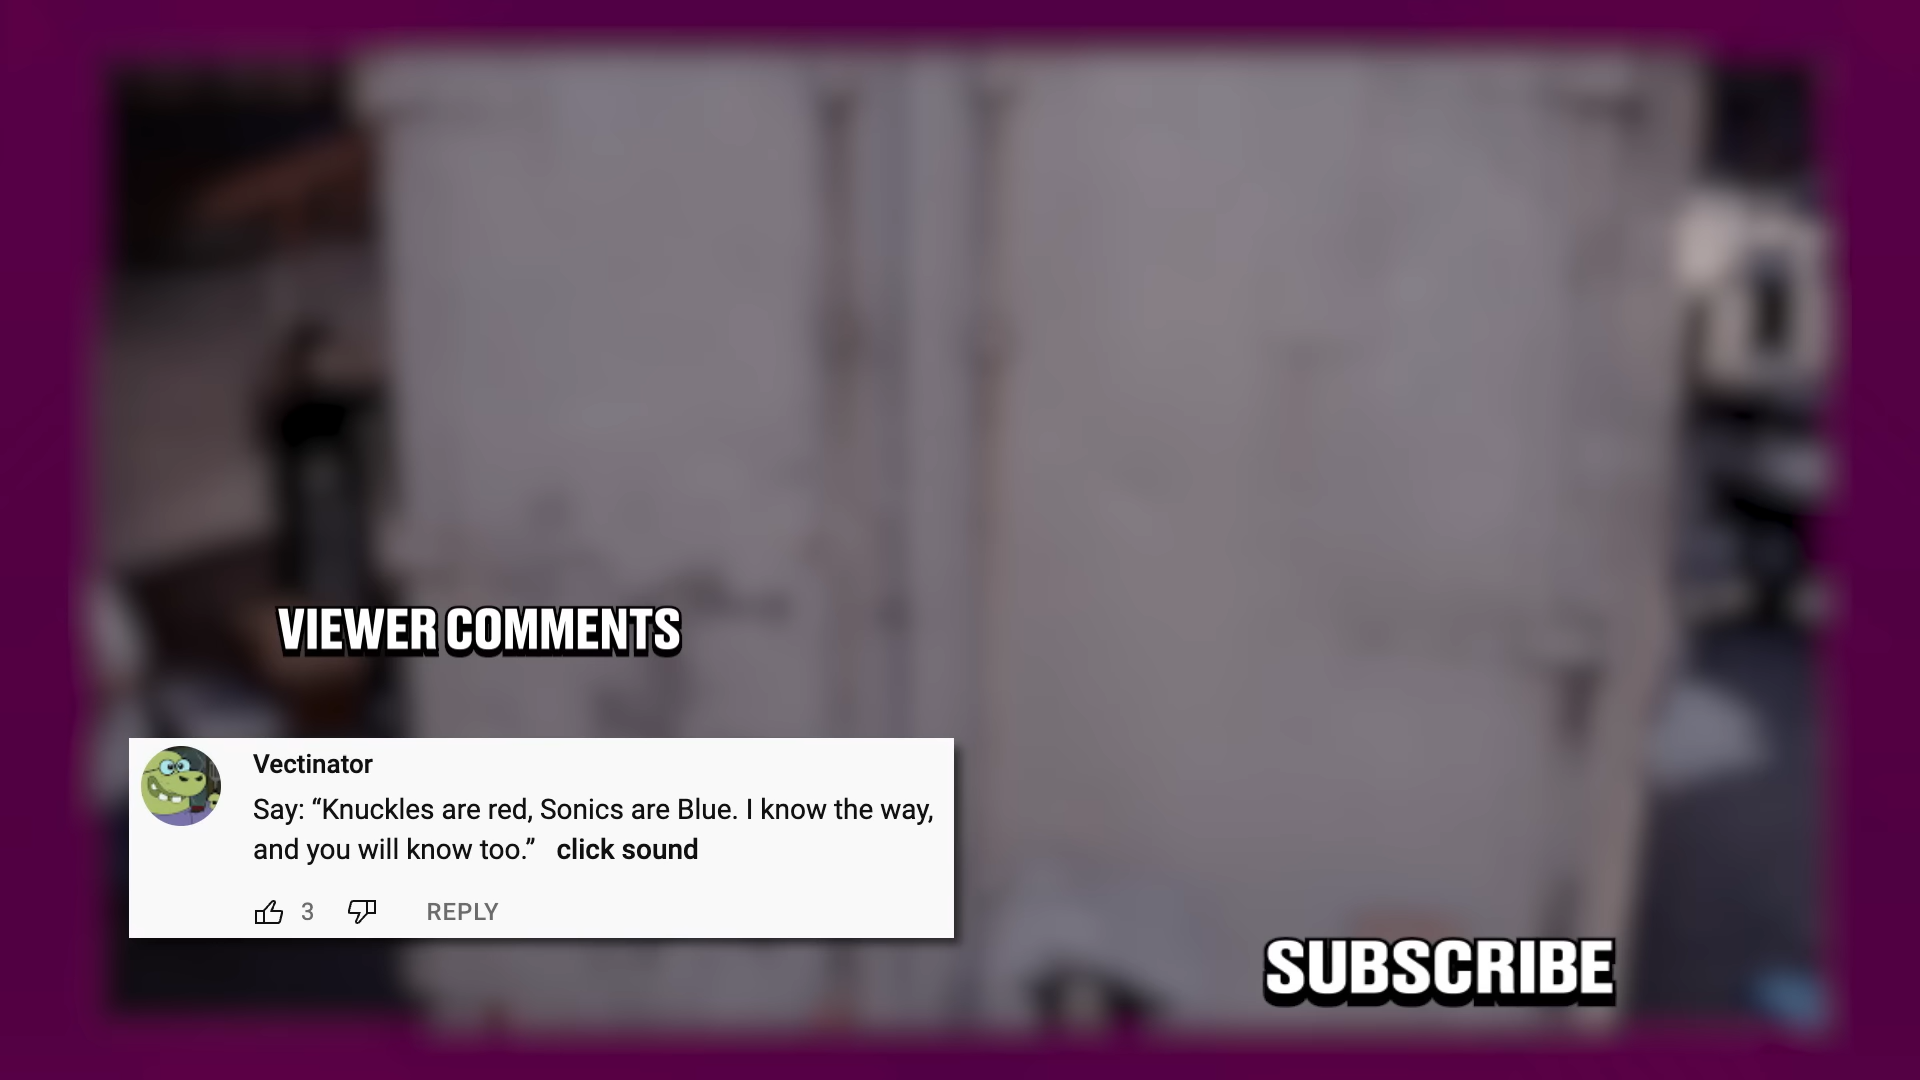 VIEWER COMMENTS
Vectinator
Say: “Knuckles are red, Sonics are Blue. I know the way,
and you will know too.” click sound
3 REPLY
SUBSCRIBE